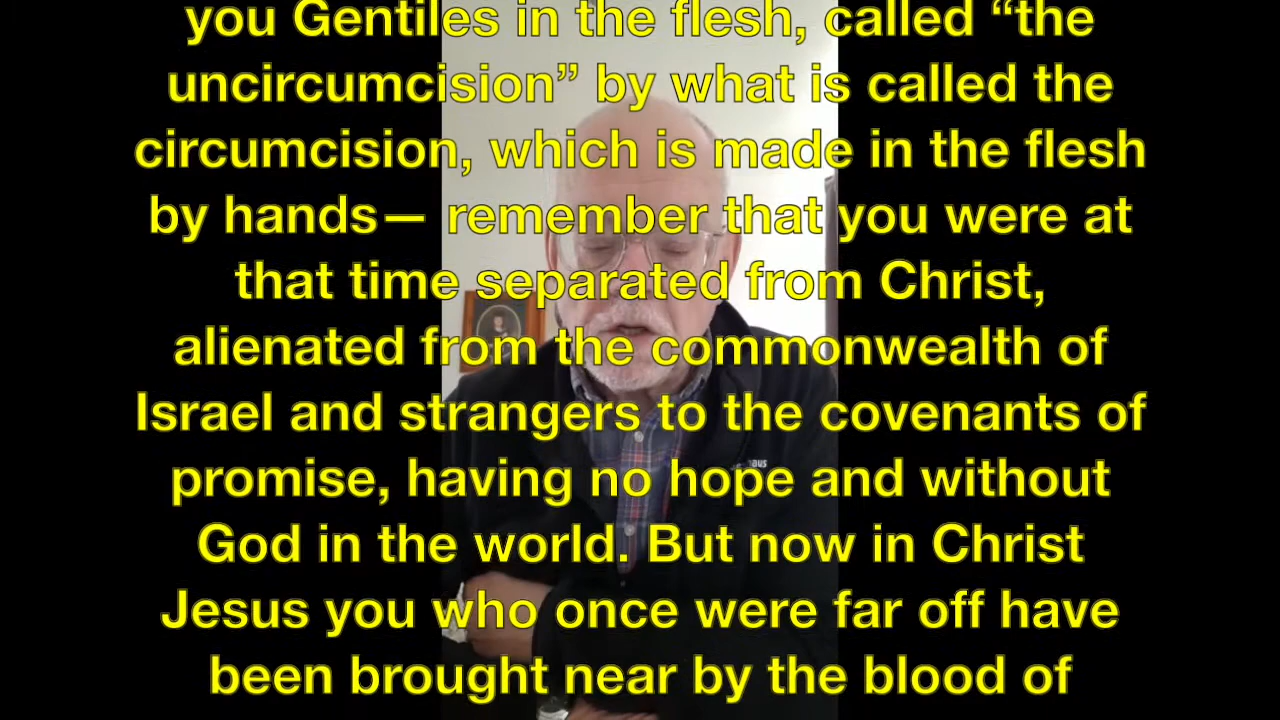 you Gentiles in the flesh, called “the
uncircumcision” by what is called the
circumcision, which is made in the flesh
by hands— remember that you were at
that time separated from Christ,
alienated from the commonwealth of
Israel and strangers to the covenants of
promise, having no hope and without
God in the world. But now in Christ
Jesus you who once were far off have
been brought near by the blood of